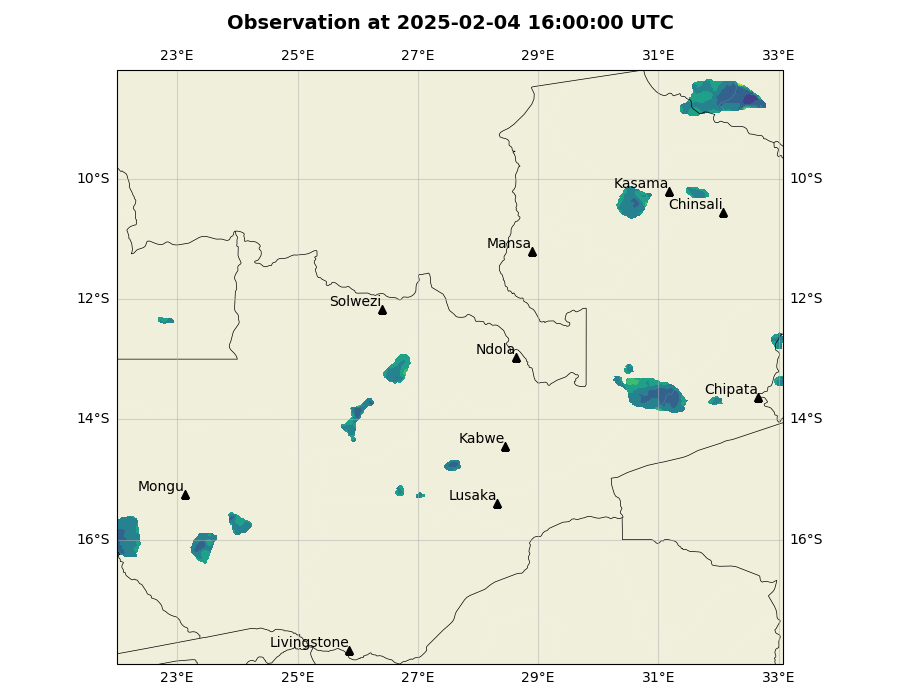 Observation at 2025-02-04 16:00:00 UTC
23°E 25°E 27°E 29°E 31°E 33°E
10°S 10°S
Kasama
Chinsali
Mansa
12°S 12°S
Solwezi
Ndola
Chipata
14°S 14°S
Kabwe
Mongu
Lusaka
16°S 16°S
Livingstone
23°E 25°E 27°E 29°E 31°E 33°E